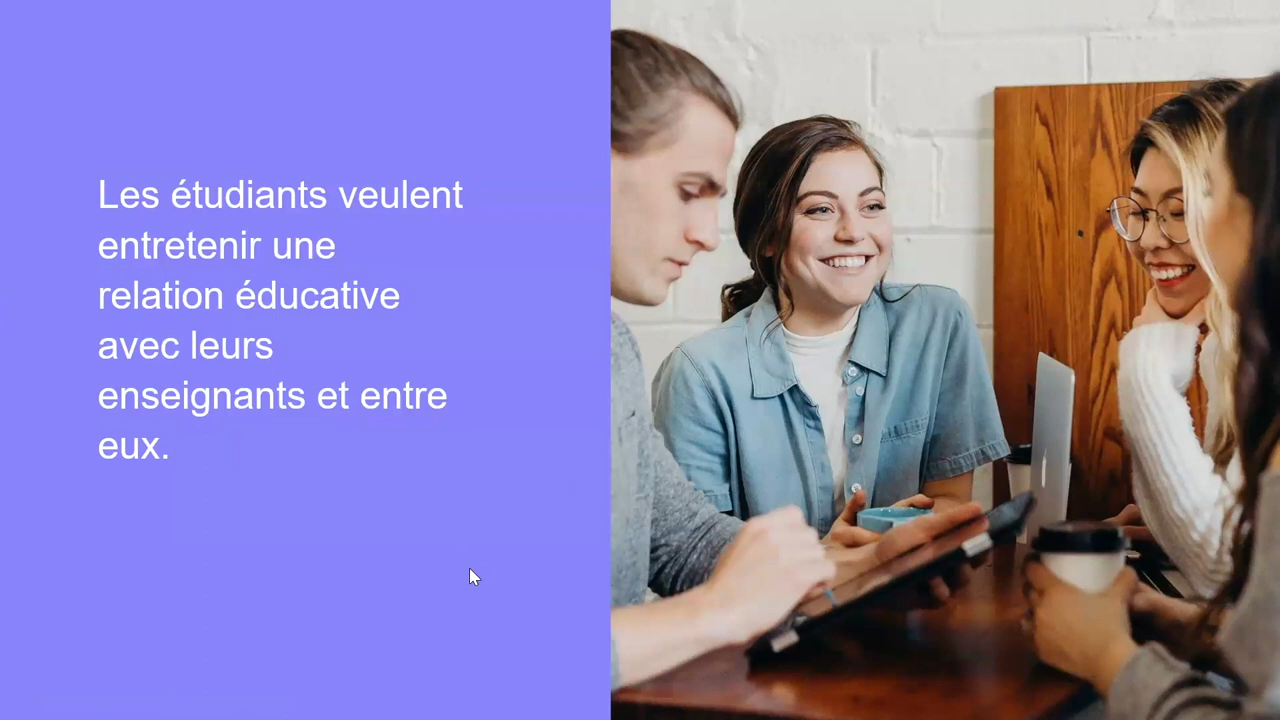 Les étudiants veulent
entretenir une
relation éducative
avec leurs
enseignants et entre
eux.